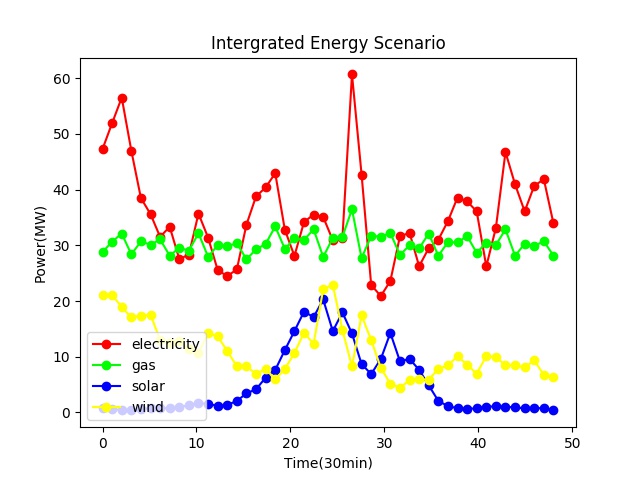 Intergrated Energy Scenario
Power(MW)
60
50
40
30
20
10
0
electricity
gas
solar
wind
0 10 20 30 40 50
Time(30min)